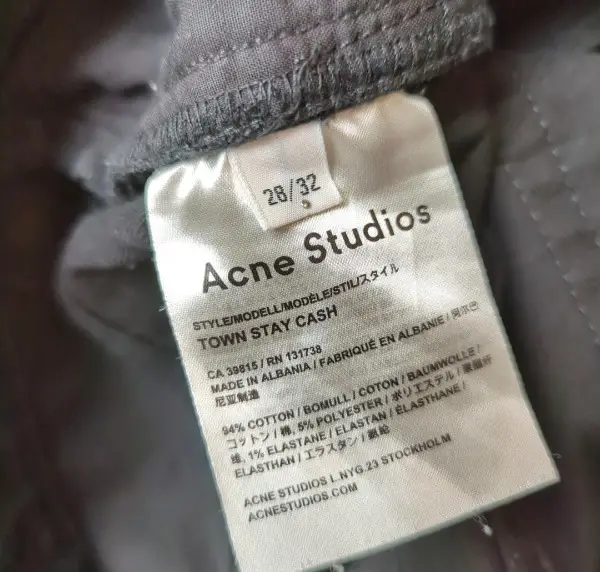 28/32
Acne Studios
STYLE/MODELL/MODÈLE/STIL/スタイル
TOWN STAY CASH
CA 39815 / RN 131738
MADE IN ALBANIA / FABRIQUÉ EN ALBANIE / 阿尔巴
尼亚制造
94% COTTON / BOMULL / COTON / BAUMWOLLE /
コットン / 棉, 5% POLYESTER / ポリエステル / 聚酯纤
维, 1% ELASTANE / ELASTAN / ÉLASTHANE /
ELASTHAN / エラスタン / 氨纶
ACNE STUDIOS L.NYG.23 STOCKHOLM
ACNESTUDIOS.COM